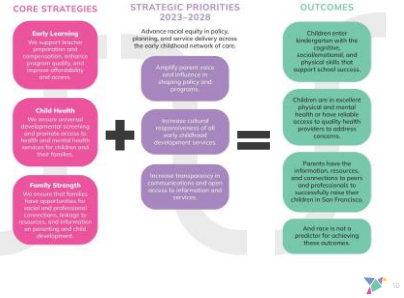 CORE STRATEGIES
Early Learning
We support teacher
preparation and
compensation, enhance
program quality, and
improve affordability
and access.
Child Health
We ensure universal
developmental screening
and promote access to
health and mental health
services for children and
their families.
Family Strength
We ensure that families
have opportunities for
social and professional
connections, linkages to
resources, and information
on parenting and child
development.
+
STRATEGIC PRIORITIES
2023–2028
Advance racial equity in policy,
planning, and service delivery across
the early childhood network of care.
Amplify parent voice
and influence in
shaping policy and
programs.
Increase cultural
responsiveness of all
early childhood
development services.
Increase transparency in
communications and open
access to information and
services.
=
OUTCOMES
Children enter
kindergarten with the
cognitive,
social/emotional, and
physical skills that
support school success.
Children are in excellent
physical and mental
health or have reliable
access to quality health
providers to address
concerns.
Parents have the
information, resources,
and connections to peers
and professionals to
successfully raise their
children in San Francisco.
And race is not a
predictor for achieving
these outcomes.
10